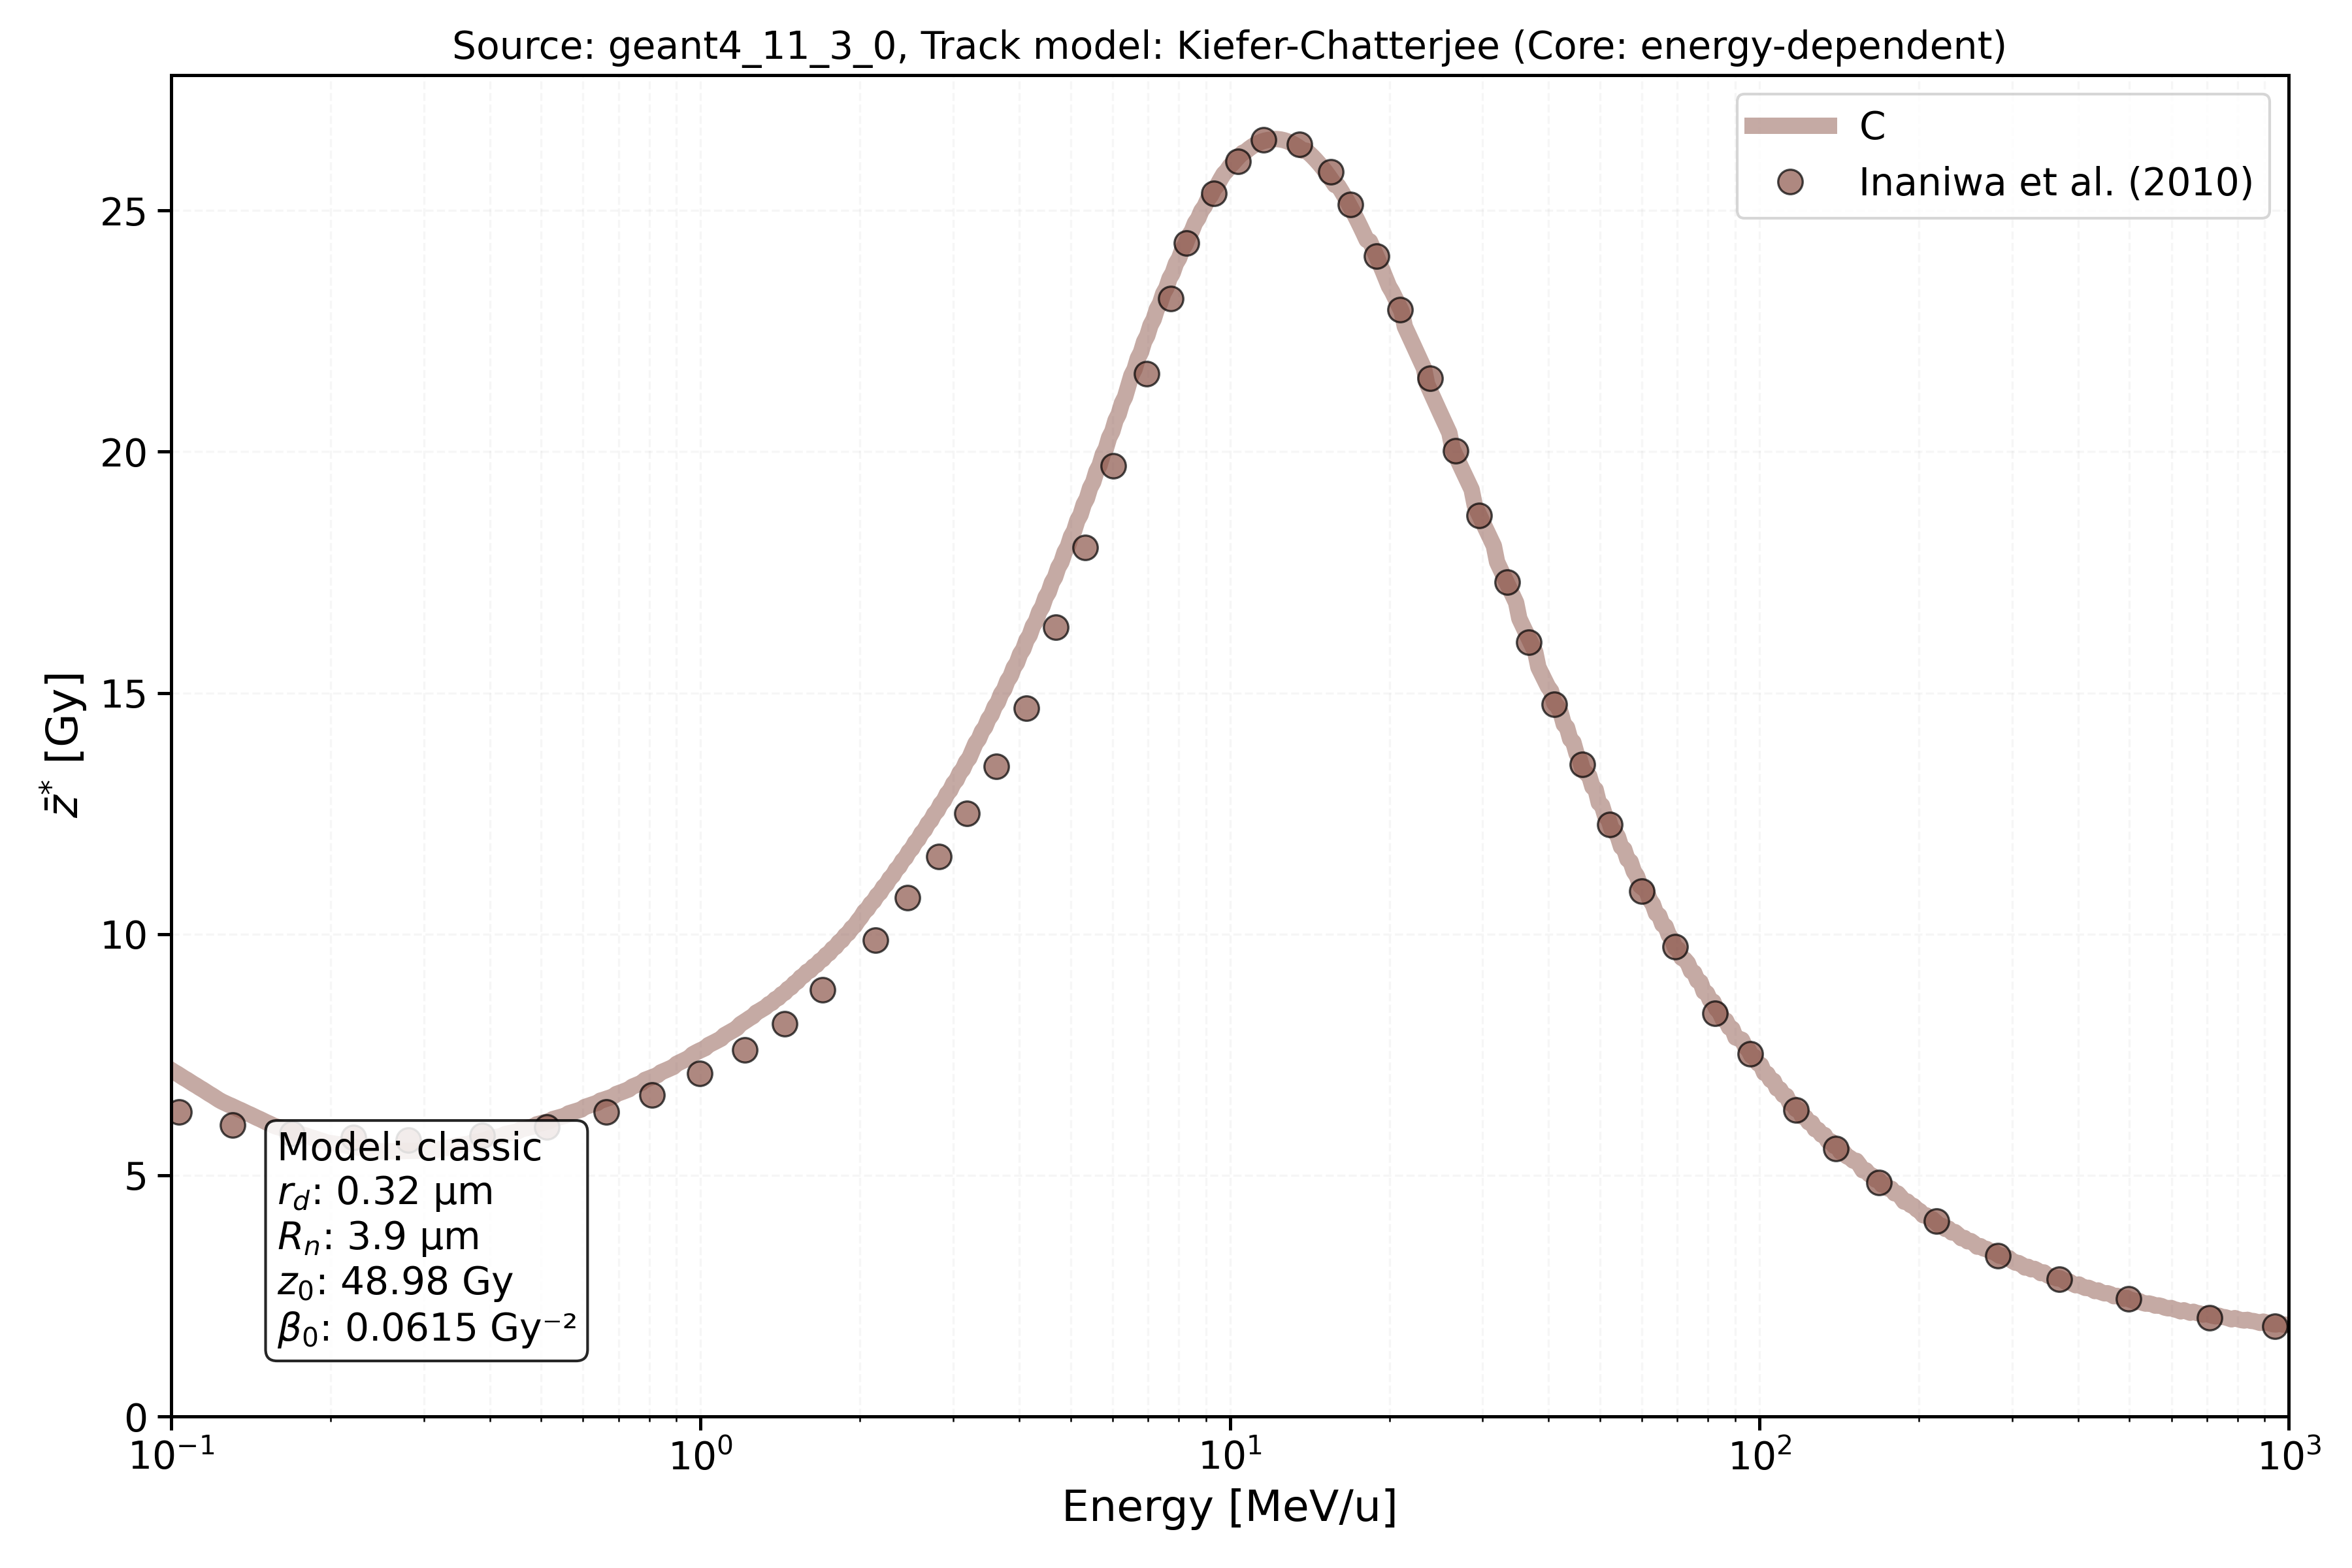 Source: geant4_11_3_0, Track model: Kiefer-Chatterjee (Core: energy-dependent)
C
Inaniwa et al. (2010)
z̄* [Gy]
25
20
15
10
5
0
Model: classic
r_d: 0.32 µm
R_n: 3.9 µm
z₀: 48.98 Gy
β₀: 0.0615 Gy⁻²
10⁻¹ 10⁰ 10¹ 10² 10³
Energy [MeV/u]